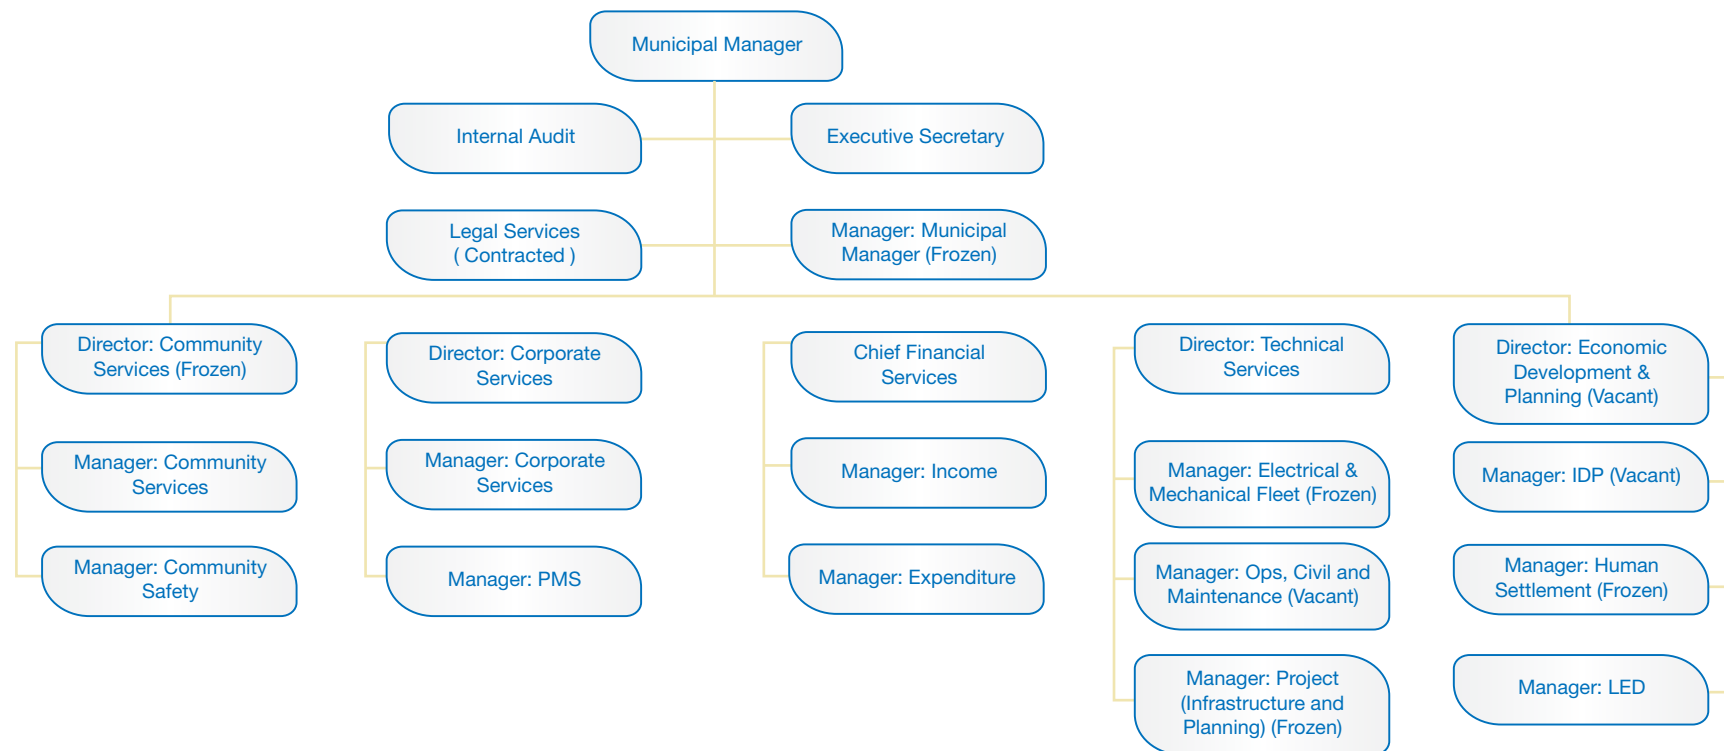 Municipal Manager
Internal Audit
Executive Secretary
Legal Services
( Contracted )
Manager: Municipal
Manager (Frozen)
Director: Community
Services (Frozen)
Manager: Community
Services
Manager: Community
Safety
Director: Corporate
Services
Manager: Corporate
Services
Manager: PMS
Chief Financial
Services
Manager: Income
Manager: Expenditure
Director: Technical
Services
Manager: Electrical &
Mechanical Fleet (Frozen)
Manager: Ops, Civil and
Maintenance (Vacant)
Manager: Project
(Infrastructure and
Planning) (Frozen)
Director: Economic
Development &
Planning (Vacant)
Manager: IDP (Vacant)
Manager: Human
Settlement (Frozen)
Manager: LED